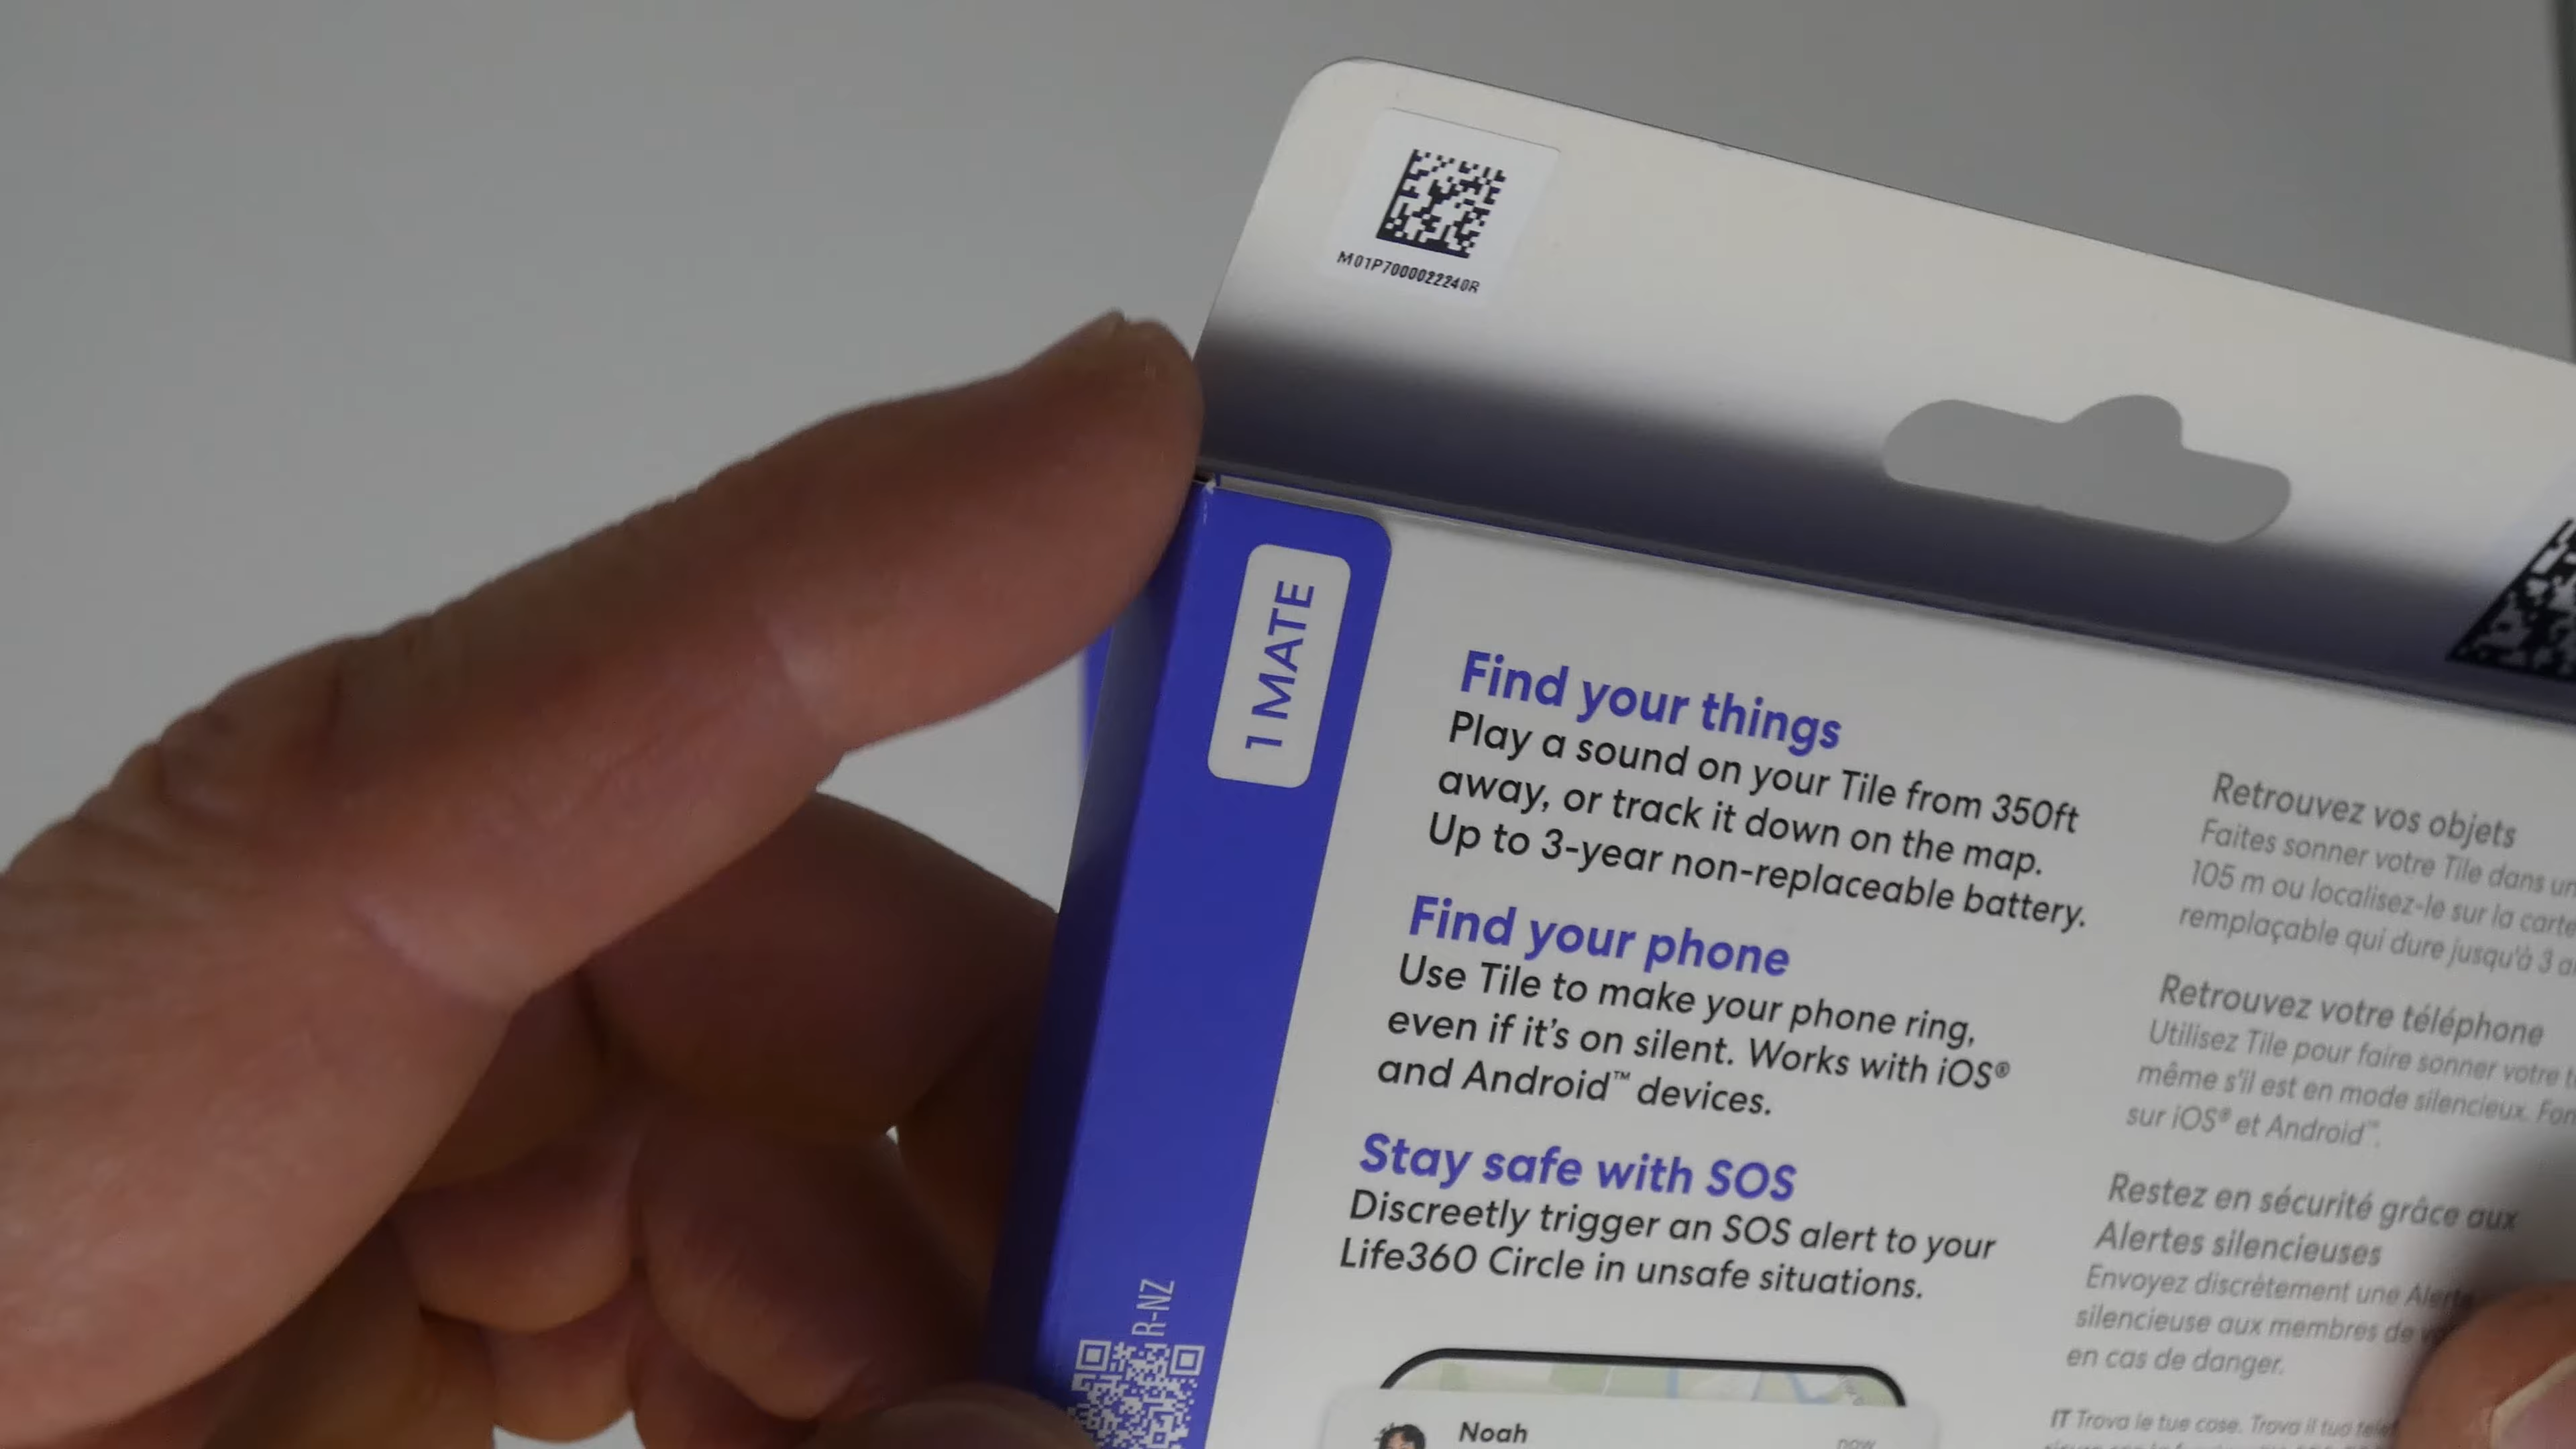 M01P7000022240R
1 MATE
Find your things
Play a sound on your Tile from 350ft
away, or track it down on the map.
Up to 3-year non-replaceable battery.
Find your phone
Use Tile to make your phone ring,
even if it's on silent. Works with iOS®
and Android™ devices.
Stay safe with SOS
Discreetly trigger an SOS alert to your
Life360 Circle in unsafe situations.
Noah
now
R-NZ
Retrouvez vos objets
Faites sonner votre Tile dans un
105 m ou localisez-le sur la carte
remplaçable qui dure jusqu'à 3
Retrouvez votre téléphone
Utilisez Tile pour faire sonner votre
même s'il est en mode silencieux.
sur iOS® et Android™.
Restez en sécurité grâce aux
Alertes silencieuses
Envoyez discrètement une Alerte
silencieuse aux membres de
en cas de danger.
IT Trova le tue cose. Trova il tuo